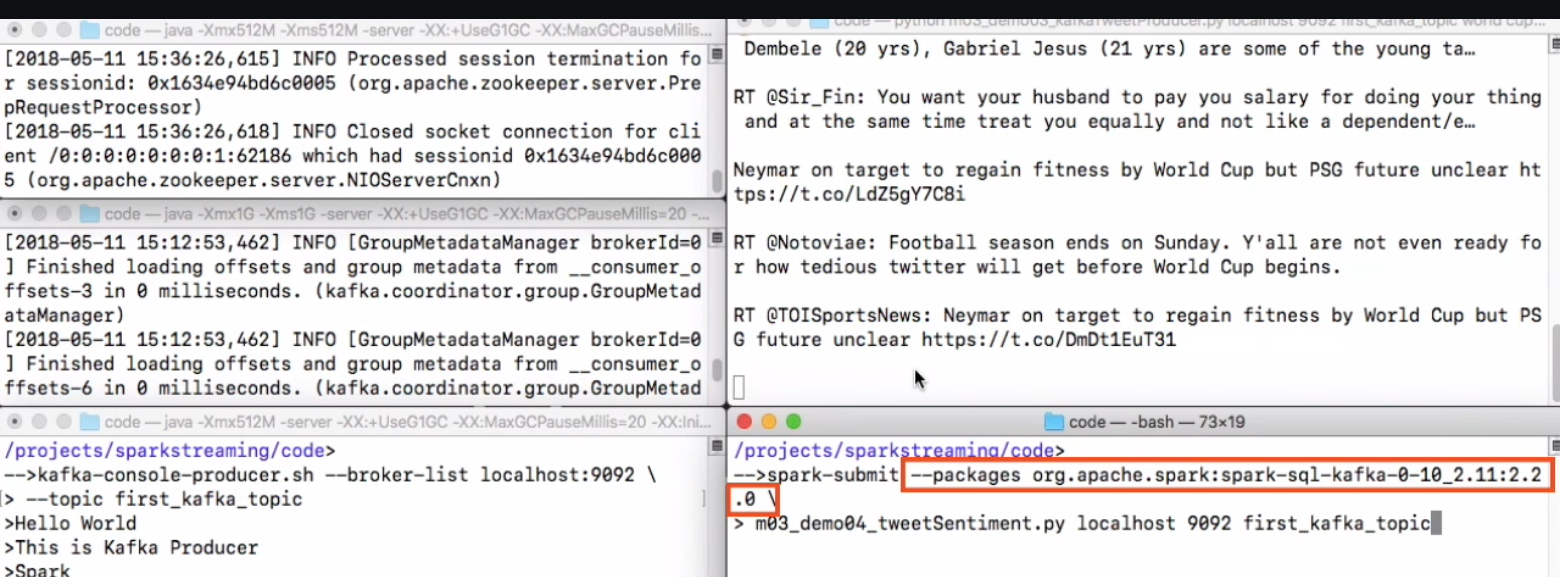 code — java -Xmx512M -Xms512M -server -XX:+UseG1GC -XX:MaxGCPauseMillis...
[2018-05-11 15:36:26,615] INFO Processed session termination fo
r sessionid: 0x1634e94bd6c0005 (org.apache.zookeeper.server.Pre
pRequestProcessor)
[2018-05-11 15:36:26,618] INFO Closed socket connection for cli
ent /0:0:0:0:0:0:0:1:62186 which had sessionid 0x1634e94bd6c000
5 (org.apache.zookeeper.server.NIOServerCnxn)
code — java -Xmx1G -Xms1G -server -XX:+UseG1GC -XX:MaxGCPauseMillis=20 -...
[2018-05-11 15:12:53,462] INFO [GroupMetadataManager brokerId=0
] Finished loading offsets and group metadata from __consumer_o
ffsets-3 in 0 milliseconds. (kafka.coordinator.group.GroupMetad
ataManager)
[2018-05-11 15:12:53,462] INFO [GroupMetadataManager brokerId=0
] Finished loading offsets and group metadata from __consumer_o
ffsets-6 in 0 milliseconds. (kafka.coordinator.group.GroupMetad
code — java -Xmx512M -server -XX:+UseG1GC -XX:MaxGCPauseMillis=20 -XX:Ini...
/projects/sparkstreaming/code>
-->kafka-console-producer.sh --broker-list localhost:9092 \
[> --topic first_kafka_topic ]
>Hello World
>This is Kafka Producer
>Spark
code — python m03_demo03_kafkaTweetProducer.py localhost 9092 first_kafka_topic world cup...
Dembele (20 yrs), Gabriel Jesus (21 yrs) are some of the young ta…
RT @Sir_Fin: You want your husband to pay you salary for doing your thing
and at the same time treat you equally and not like a dependent/e…
Neymar on target to regain fitness by World Cup but PSG future unclear ht
tps://t.co/LdZ5gY7C8i
RT @Notoviae: Football season ends on Sunday. Y'all are not even ready fo
r how tedious twitter will get before World Cup begins.
RT @TOISportsNews: Neymar on target to regain fitness by World Cup but PS
G future unclear https://t.co/DmDt1EuT31
code — -bash — 73×19
/projects/sparkstreaming/code>
-->spark-submit --packages org.apache.spark:spark-sql-kafka-0-10_2.11:2.2
.0 \
> m03_demo04_tweetSentiment.py localhost 9092 first_kafka_topic